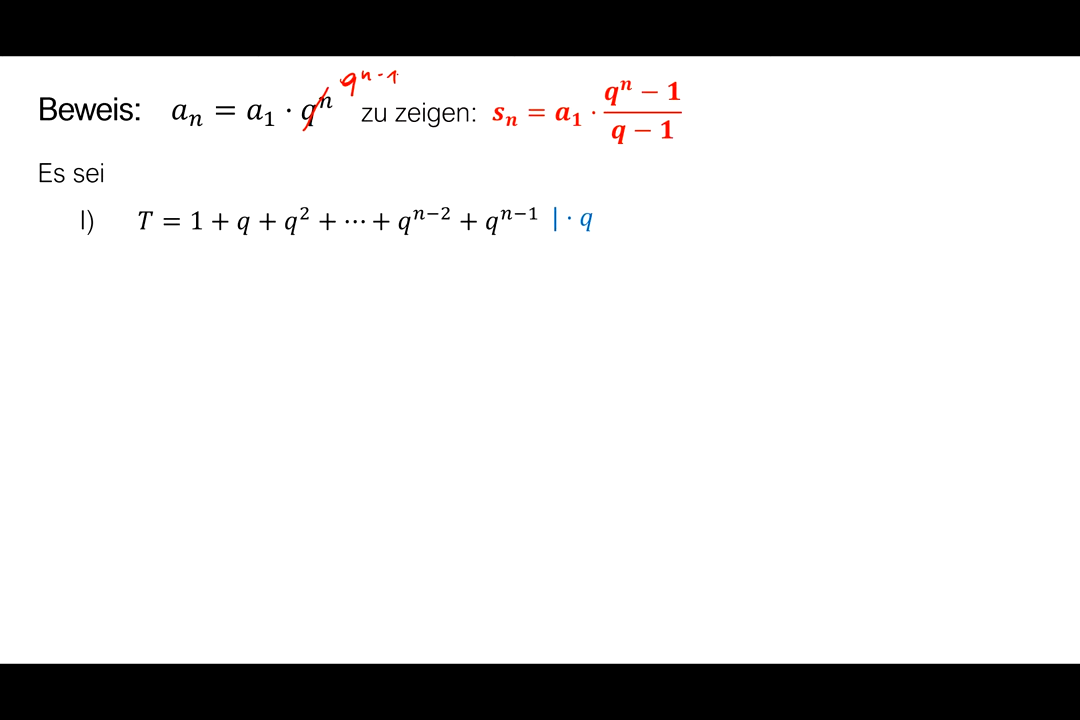 Beweis: aₙ = a₁ · qⁿ qⁿ⁻¹ zu zeigen: sₙ = a₁ · (qⁿ − 1)/(q − 1)
Es sei
I) T = 1 + q + q² + ⋯ + qⁿ⁻² + qⁿ⁻¹ | · q